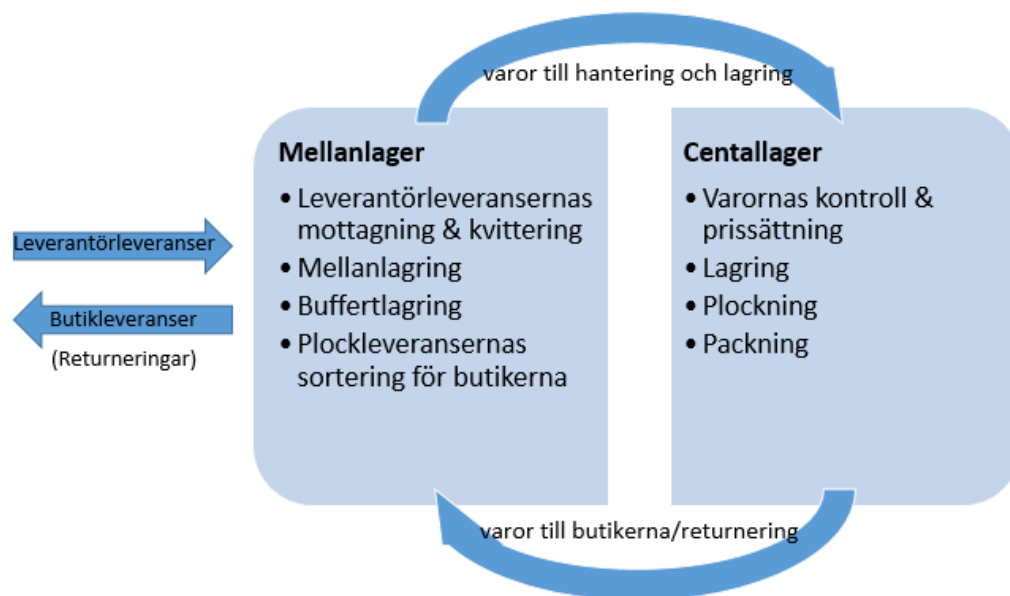 varor till hantering och lagring
Mellanlager
• Leverantörleveransernas
mottagning & kvittering
• Mellanlagring
• Buffertlagring
• Plockleveransernas
sortering för butikerna
Centallager
• Varornas kontroll &
prissättning
• Lagring
• Plockning
• Packning
Leverantörleveranser
Butikleveranser
(Returneringar)
varor till butikerna/returnering